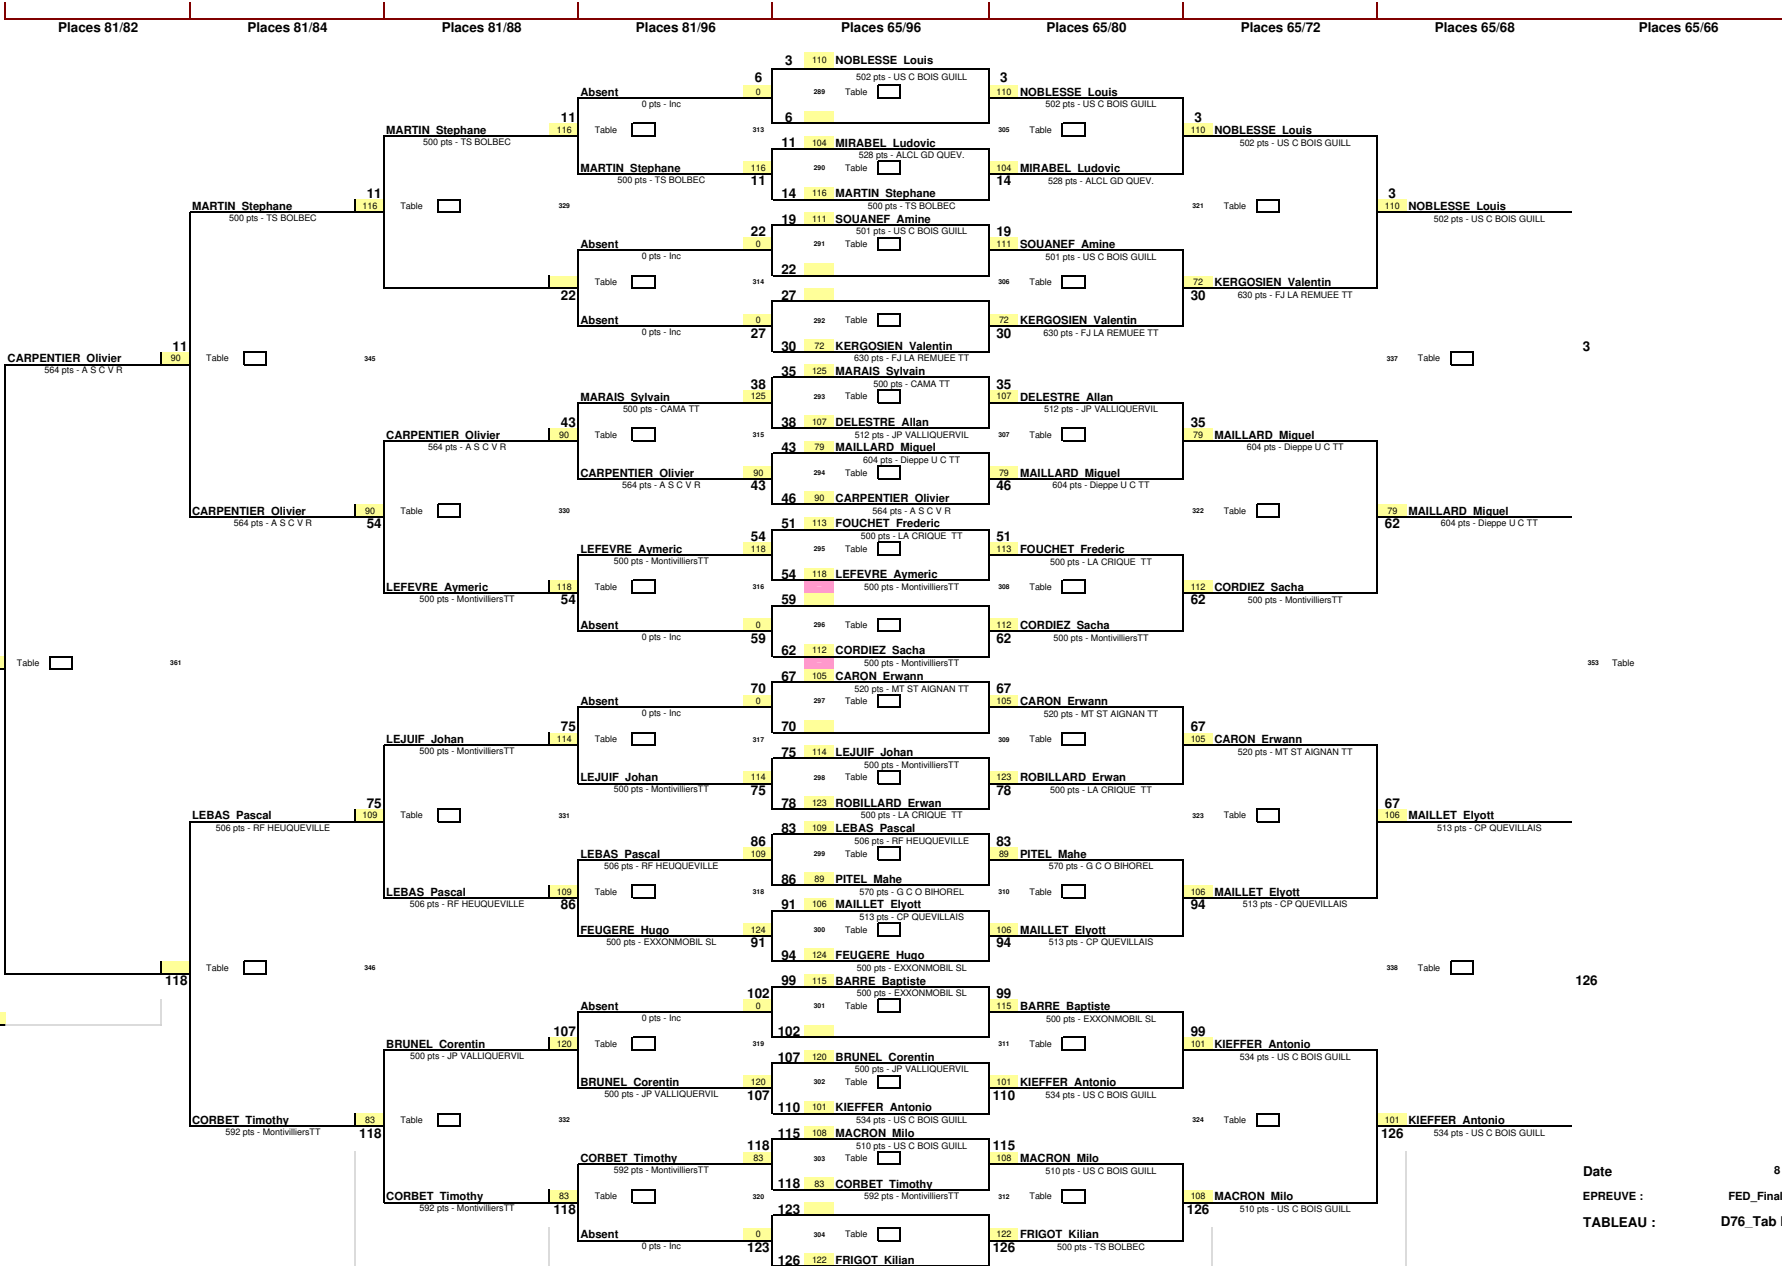 Places 81/82 Places 81/84 Places 81/88 Places 81/96 Places 65/96 Places 65/80 Places 65/72 Places 65/68 Places 65/66
3 110 NOBLESSE Louis
502 pts - US C BOIS GUILL
289 Table
6
11 104 MIRABEL Ludovic
528 pts - ALCL GD QUEV.
290 Table
14 116 MARTIN Stephane
500 pts - TS BOLBEC
19 111 SOUANEF Amine
501 pts - US C BOIS GUILL
291 Table
22
27
292 Table
30 72 KERGOSIEN Valentin
630 pts - FJ LA REMUEE TT
35 125 MARAIS Sylvain
500 pts - CAMA TT
293 Table
38 107 DELESTRE Allan
512 pts - JP VALLIQUERVIL
43 79 MAILLARD Miguel
604 pts - Dieppe U C TT
294 Table
46 90 CARPENTIER Olivier
564 pts - A S C V R
51 113 FOUCHET Frederic
500 pts - LA CRIQUE TT
295 Table
54 118 LEFEVRE Aymeric
500 pts - MontivilliersTT
59
296 Table
62 112 CORDIEZ Sacha
500 pts - MontivilliersTT
67 105 CARON Erwann
520 pts - MT ST AIGNAN TT
297 Table
70
75 114 LEJUIF Johan
500 pts - MontivilliersTT
298 Table
78 123 ROBILLARD Erwan
500 pts - LA CRIQUE TT
83 109 LEBAS Pascal
506 pts - RF HEUQUEVILLE
299 Table
86 89 PITEL Mahe
570 pts - G C O BIHOREL
91 106 MAILLET Elyott
513 pts - CP QUEVILLAIS
300 Table
94 124 FEUGERE Hugo
500 pts - EXXONMOBIL SL
99 115 BARRE Baptiste
500 pts - EXXONMOBIL SL
301 Table
102
107 120 BRUNEL Corentin
500 pts - JP VALLIQUERVIL
302 Table
110 101 KIEFFER Antonio
534 pts - US C BOIS GUILL
115 108 MACRON Milo
510 pts - US C BOIS GUILL
303 Table
118 83 CORBET Timothy
592 pts - MontivilliersTT
123
304 Table
126 122 FRIGOT Kilian
6
Absent 0
0 pts - Inc
Table 313
MARTIN Stephane 116
500 pts - TS BOLBEC 11
22
Absent 0
0 pts - Inc
Table 314
Absent 0
0 pts - Inc 27
38
MARAIS Sylvain 125
500 pts - CAMA TT
Table 315
CARPENTIER Olivier 90
564 pts - A S C V R 43
54
LEFEVRE Aymeric 118
500 pts - MontivilliersTT
Table 316
Absent 0
0 pts - Inc 59
70
Absent 0
0 pts - Inc
Table 317
LEJUIF Johan 114
500 pts - MontivilliersTT 75
86
LEBAS Pascal 109
506 pts - RF HEUQUEVILLE
Table 318
FEUGERE Hugo 124
500 pts - EXXONMOBIL SL 91
102
Absent 0
0 pts - Inc
Table 319
BRUNEL Corentin 120
500 pts - JP VALLIQUERVIL 107
118
CORBET Timothy 83
592 pts - MontivilliersTT
Table 320
Absent 0
0 pts - Inc 123
11
MARTIN Stephane 116
500 pts - TS BOLBEC
Table 329
22
43
CARPENTIER Olivier 90
564 pts - A S C V R
Table 330
LEFEVRE Aymeric 118
500 pts - MontivilliersTT 54
75
LEJUIF Johan 114
500 pts - MontivilliersTT
Table 331
LEBAS Pascal 109
506 pts - RF HEUQUEVILLE 86
107
BRUNEL Corentin 120
500 pts - JP VALLIQUERVIL
Table 332
CORBET Timothy 83
592 pts - MontivilliersTT 118
11
MARTIN Stephane 116
500 pts - TS BOLBEC
Table 345
CARPENTIER Olivier 90
564 pts - A S C V R 54
75
LEBAS Pascal 109
506 pts - RF HEUQUEVILLE
Table 346
CORBET Timothy 83
592 pts - MontivilliersTT 118
11
CARPENTIER Olivier 90
564 pts - A S C V R
Table 361
118
3
110 NOBLESSE Louis
502 pts - US C BOIS GUILL
305 Table
104 MIRABEL Ludovic
14 528 pts - ALCL GD QUEV.
19
111 SOUANEF Amine
501 pts - US C BOIS GUILL
306 Table
72 KERGOSIEN Valentin
30 630 pts - FJ LA REMUEE TT
35
107 DELESTRE Allan
512 pts - JP VALLIQUERVIL
307 Table
79 MAILLARD Miguel
46 604 pts - Dieppe U C TT
51
113 FOUCHET Frederic
500 pts - LA CRIQUE TT
308 Table
112 CORDIEZ Sacha
62 500 pts - MontivilliersTT
67
105 CARON Erwann
520 pts - MT ST AIGNAN TT
309 Table
123 ROBILLARD Erwan
78 500 pts - LA CRIQUE TT
83
89 PITEL Mahe
570 pts - G C O BIHOREL
310 Table
106 MAILLET Elyott
94 513 pts - CP QUEVILLAIS
99
115 BARRE Baptiste
500 pts - EXXONMOBIL SL
311 Table
101 KIEFFER Antonio
110 534 pts - US C BOIS GUILL
115
108 MACRON Milo
510 pts - US C BOIS GUILL
312 Table
122 FRIGOT Kilian
126 500 pts - TS BOLBEC
3
110 NOBLESSE Louis
502 pts - US C BOIS GUILL
321 Table
72 KERGOSIEN Valentin
30 630 pts - FJ LA REMUEE TT
35
79 MAILLARD Miguel
604 pts - Dieppe U C TT
322 Table
112 CORDIEZ Sacha
62 500 pts - MontivilliersTT
67
105 CARON Erwann
520 pts - MT ST AIGNAN TT
323 Table
106 MAILLET Elyott
94 513 pts - CP QUEVILLAIS
99
101 KIEFFER Antonio
534 pts - US C BOIS GUILL
324 Table
108 MACRON Milo
126 510 pts - US C BOIS GUILL
3
110 NOBLESSE Louis
502 pts - US C BOIS GUILL
337 Table
79 MAILLARD Miguel
62 604 pts - Dieppe U C TT
67
106 MAILLET Elyott
513 pts - CP QUEVILLAIS
338 Table
101 KIEFFER Antonio
126 534 pts - US C BOIS GUILL
3
353 Table
126
Date 8
EPREUVE : FED_Final
TABLEAU : D76_Tab